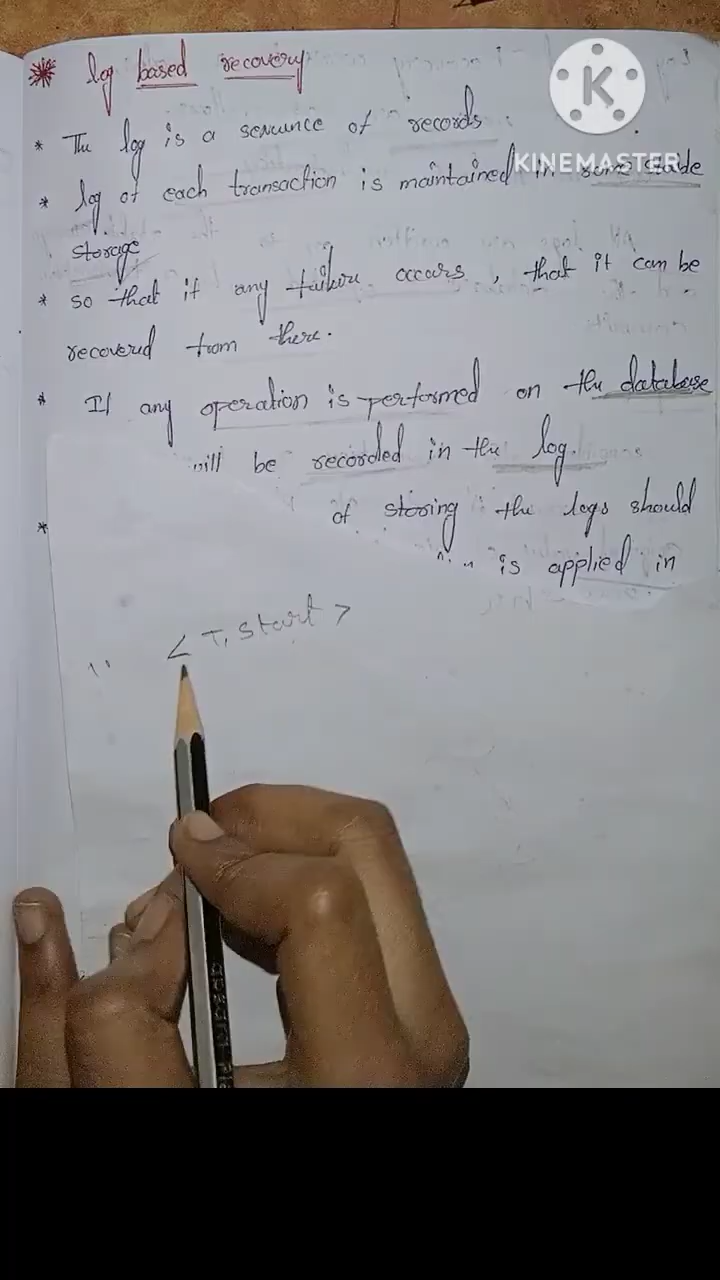 * log based recovery
* The log is a sequence of records.
* log of each transaction is maintained in some stable
storage
* so that if any failure occurs, that it can be
recovered from there.
* If any operation is performed on the database
will be recorded in the log.
* of storing the logs should
is applied in
< T, Start >
K
KINEMASTER